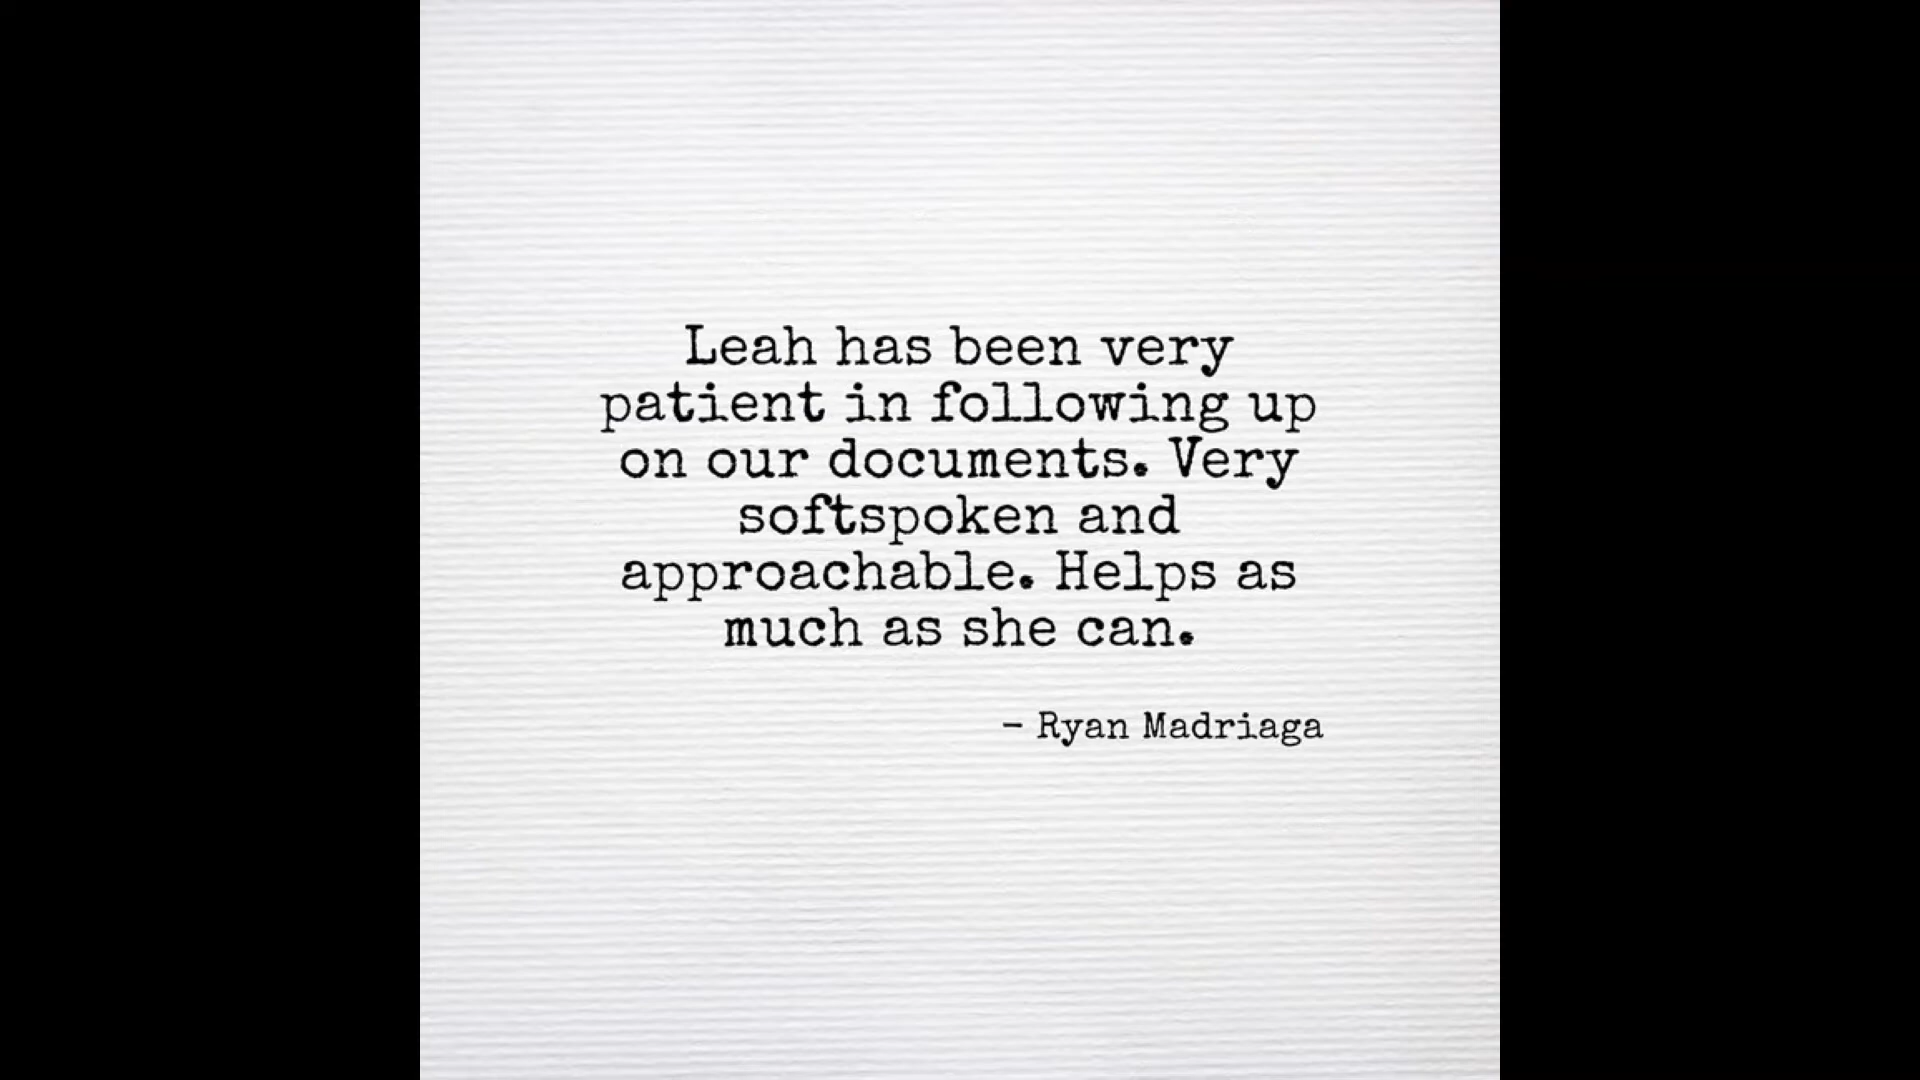 Leah has been very
patient in following up
on our documents. Very
softspoken and
approachable. Helps as
much as she can.
- Ryan Madriaga